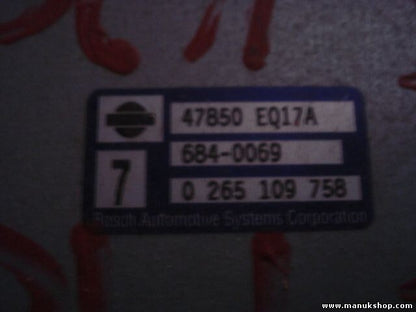 47850 EQ17A
684-0069
7
0 265 109 758
Bosch Automotive Systems Corporation
www.manukshop.com